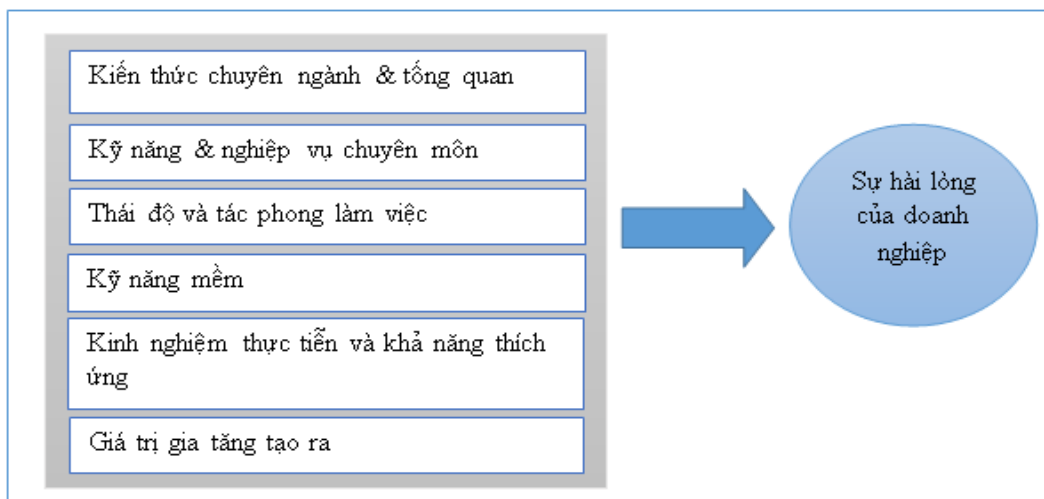 Kiến thức chuyên ngành & tổng quan
Kỹ năng & nghiệp vụ chuyên môn
Thái độ và tác phong làm việc
Kỹ năng mềm
Kinh nghiệm thực tiễn và khả năng thích
ứng
Giá trị gia tăng tạo ra
Sự hài lòng
của doanh
nghiệp